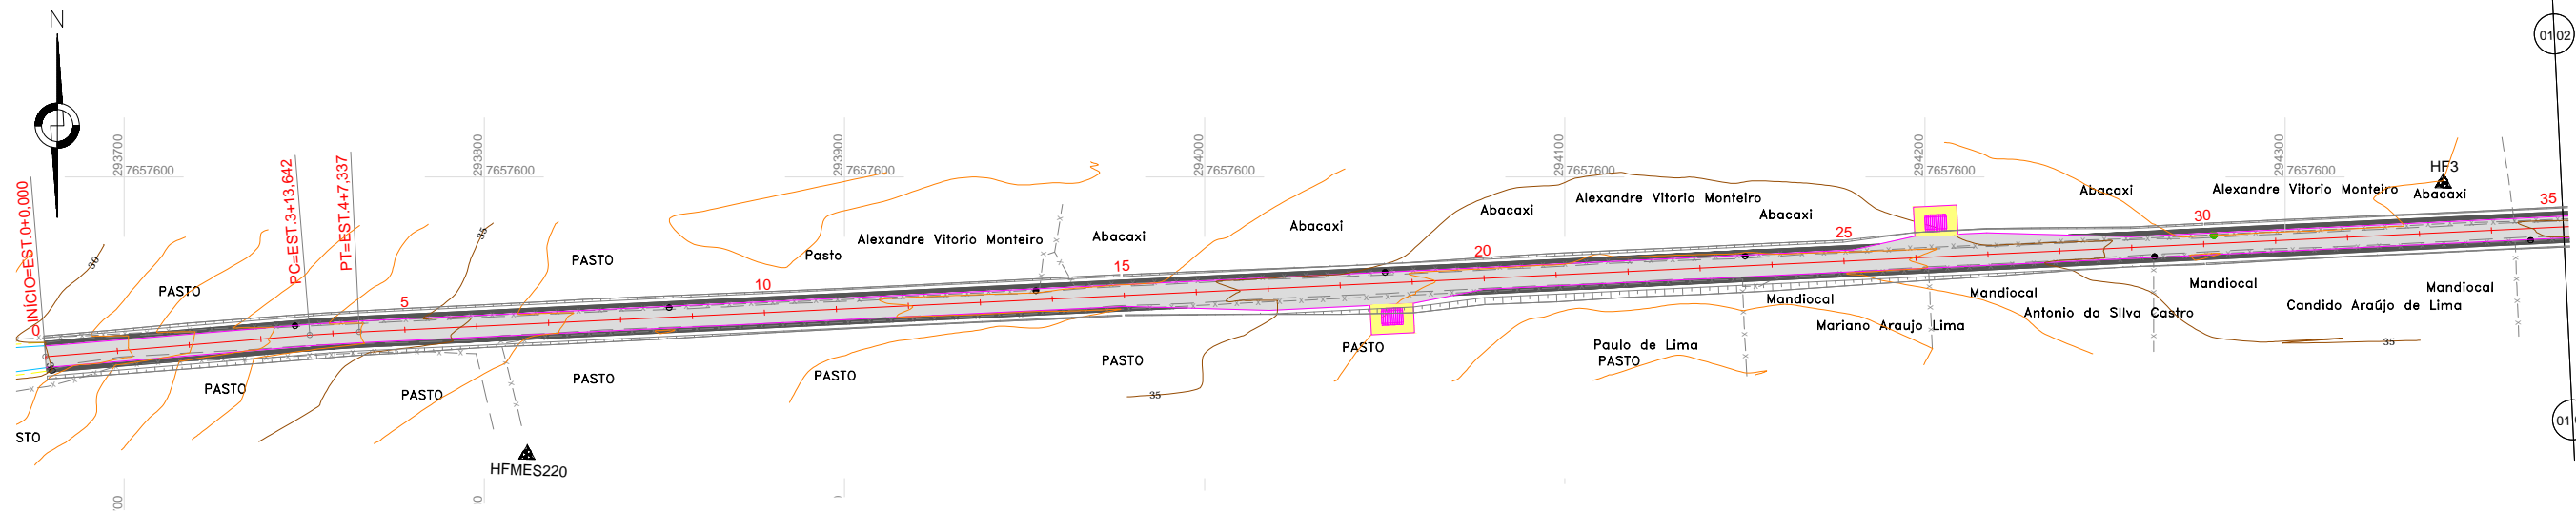 N
0102
293700
7657600
293800
7657600
293900
7657600
294000
7657600
294100
7657600
294200
7657600
294300
7657600
INÍCIO=EST.0+0,000
PC=EST.3+13,642
PT=EST.4+7,337
HF3
Abacaxi
Alexandre Vitorio Monteiro
Abacaxi
Alexandre Vitorio Monteiro
Abacaxi
Abacaxi
Abacaxi
Abacaxi
Alexandre Vitorio Monteiro
Pasto
PASTO
PASTO
30
35
5
10
15
20
25
30
35
Mandiocal
Mandiocal
Mandiocal
Mandiocal
Candido Araújo de Lima
Antonio da Silva Castro
Mariano Araujo Lima
Paulo de Lima
PASTO
PASTO
PASTO
PASTO
PASTO
PASTO
PASTO
35
35
STO
HFMES220
01